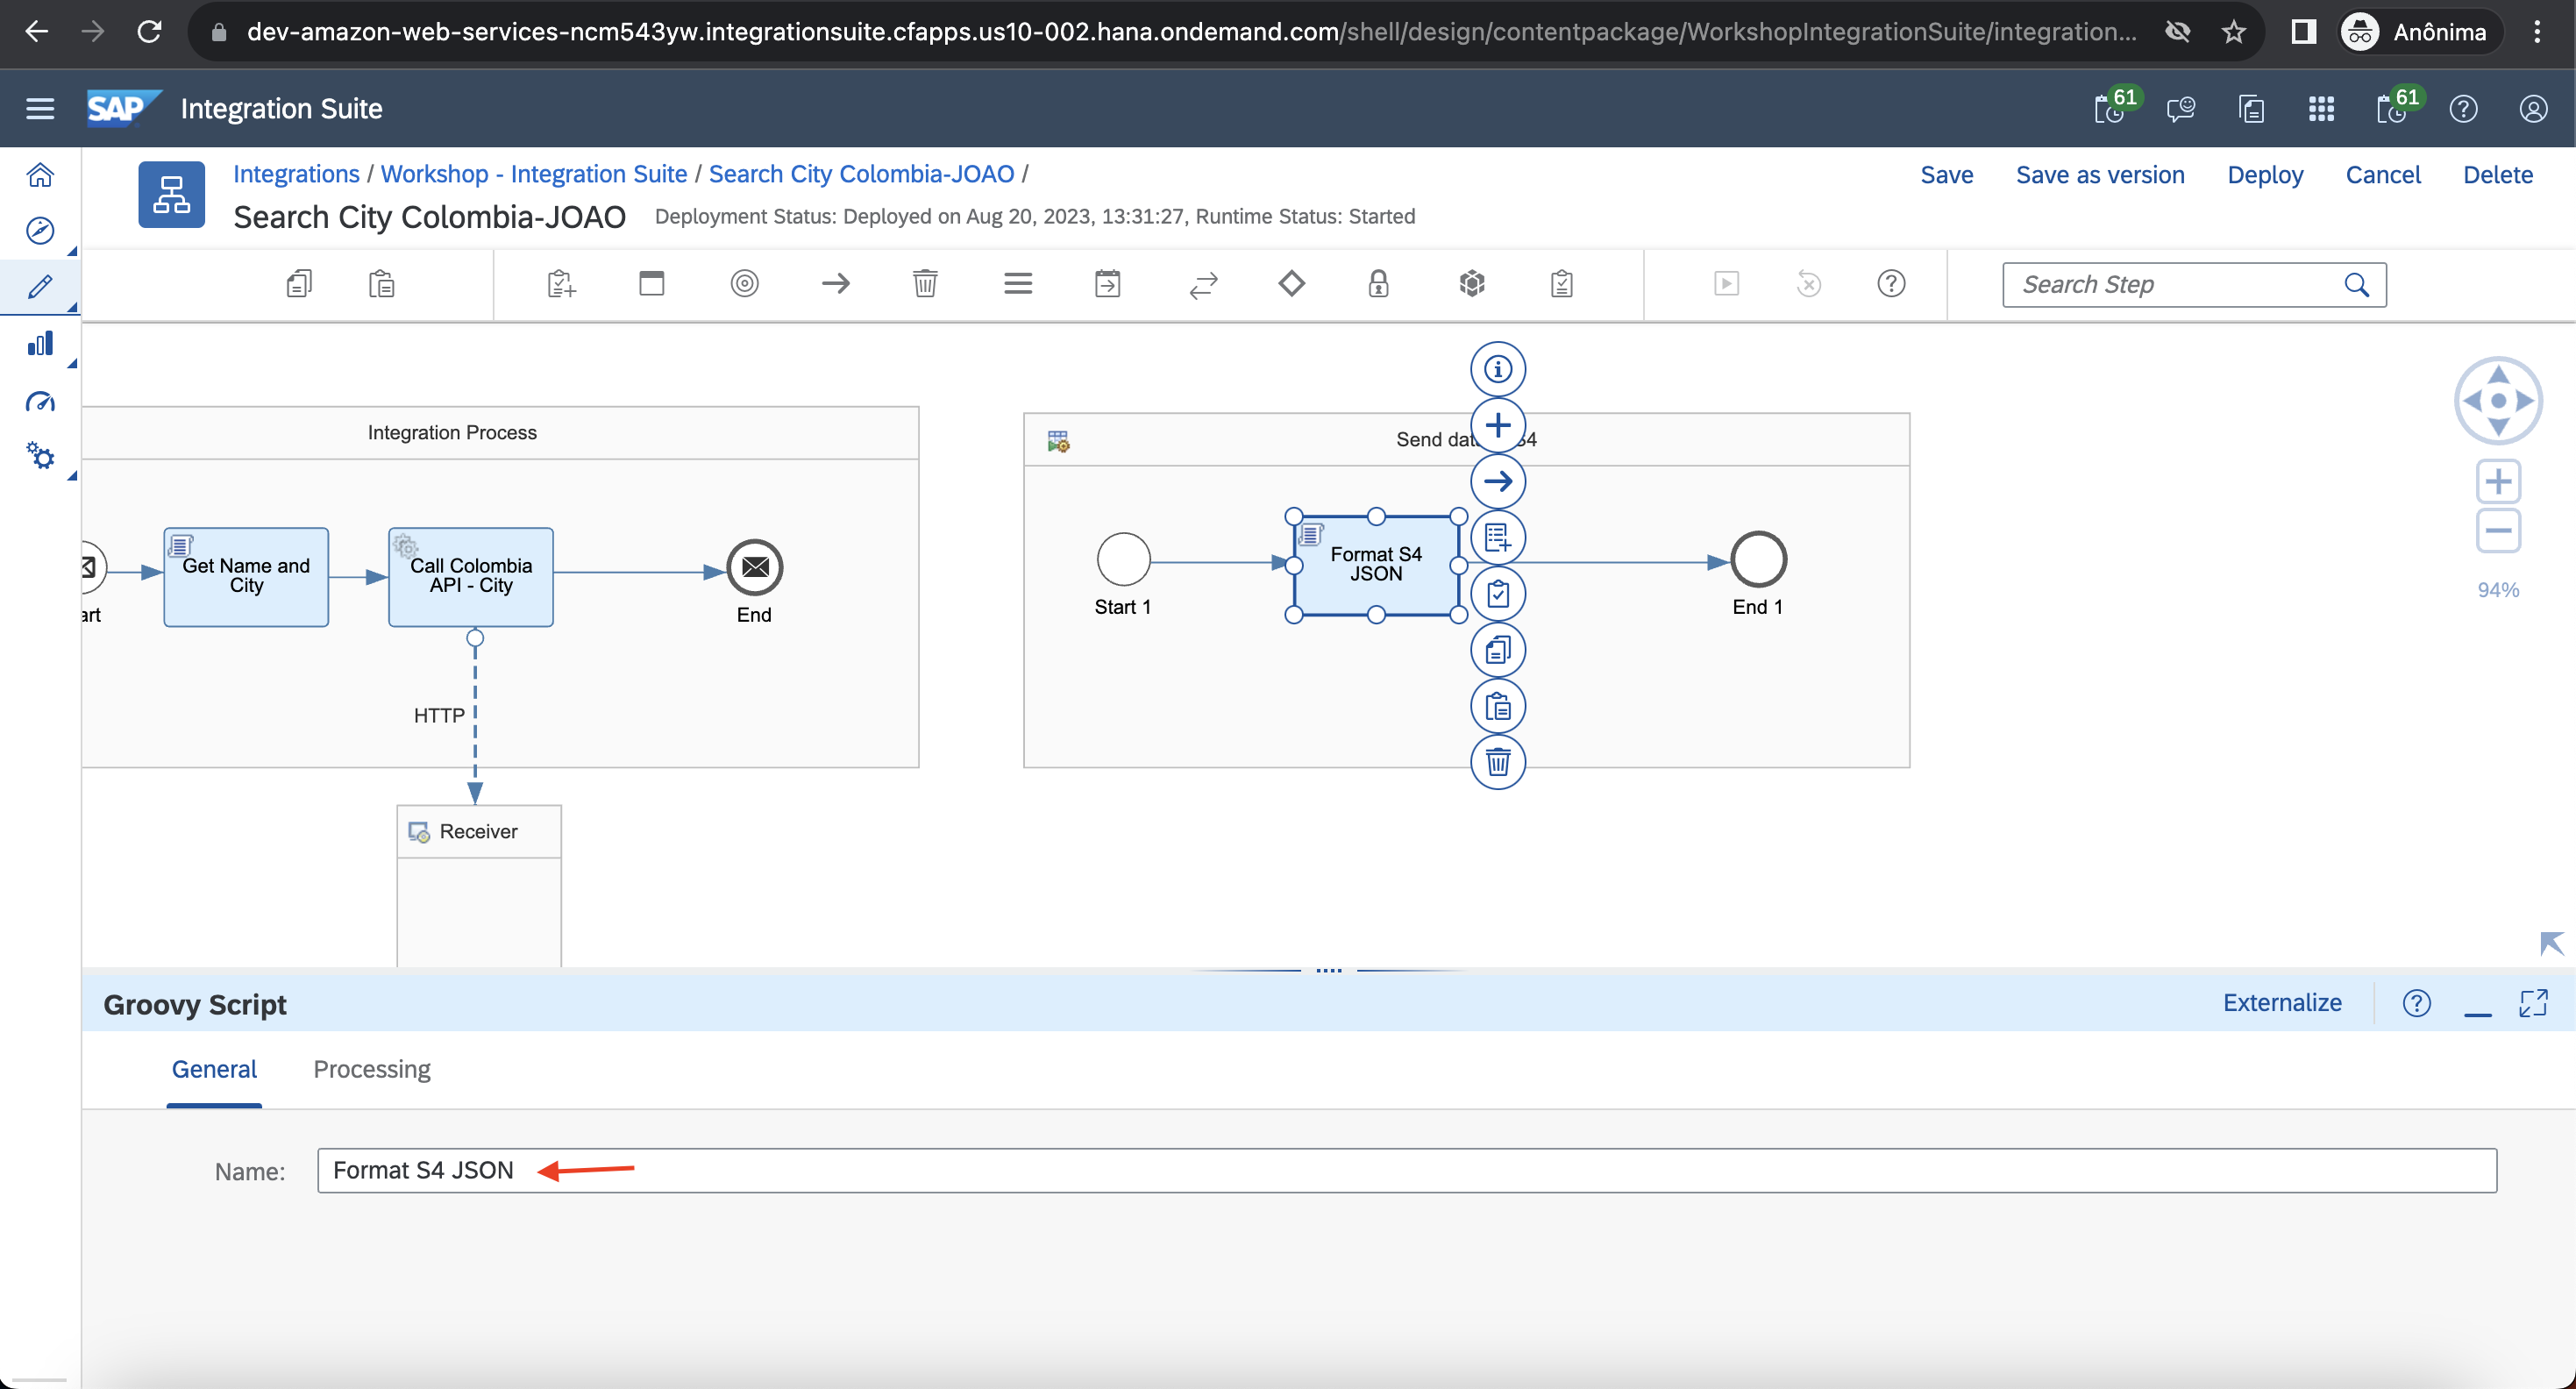 dev-amazon-web-services-ncm543yw.integrationsuite.cfapps.us10-002.hana.ondemand.com/shell/design/contentpackage/WorkshopIntegrationSuite/integration...
Anônima
SAP Integration Suite
61
61
Integrations / Workshop - Integration Suite / Search City Colombia-JOAO /
Save
Save as version
Deploy
Cancel
Delete
Search City Colombia-JOAO
Deployment Status: Deployed on Aug 20, 2023, 13:31:27, Runtime Status: Started
Search Step
Integration Process
Send dat
S4
Get Name and
City
Call Colombia
API - City
art
End
Format S4
JSON
Start 1
End 1
94%
HTTP
Receiver
Groovy Script
Externalize
General
Processing
Name:
Format S4 JSON